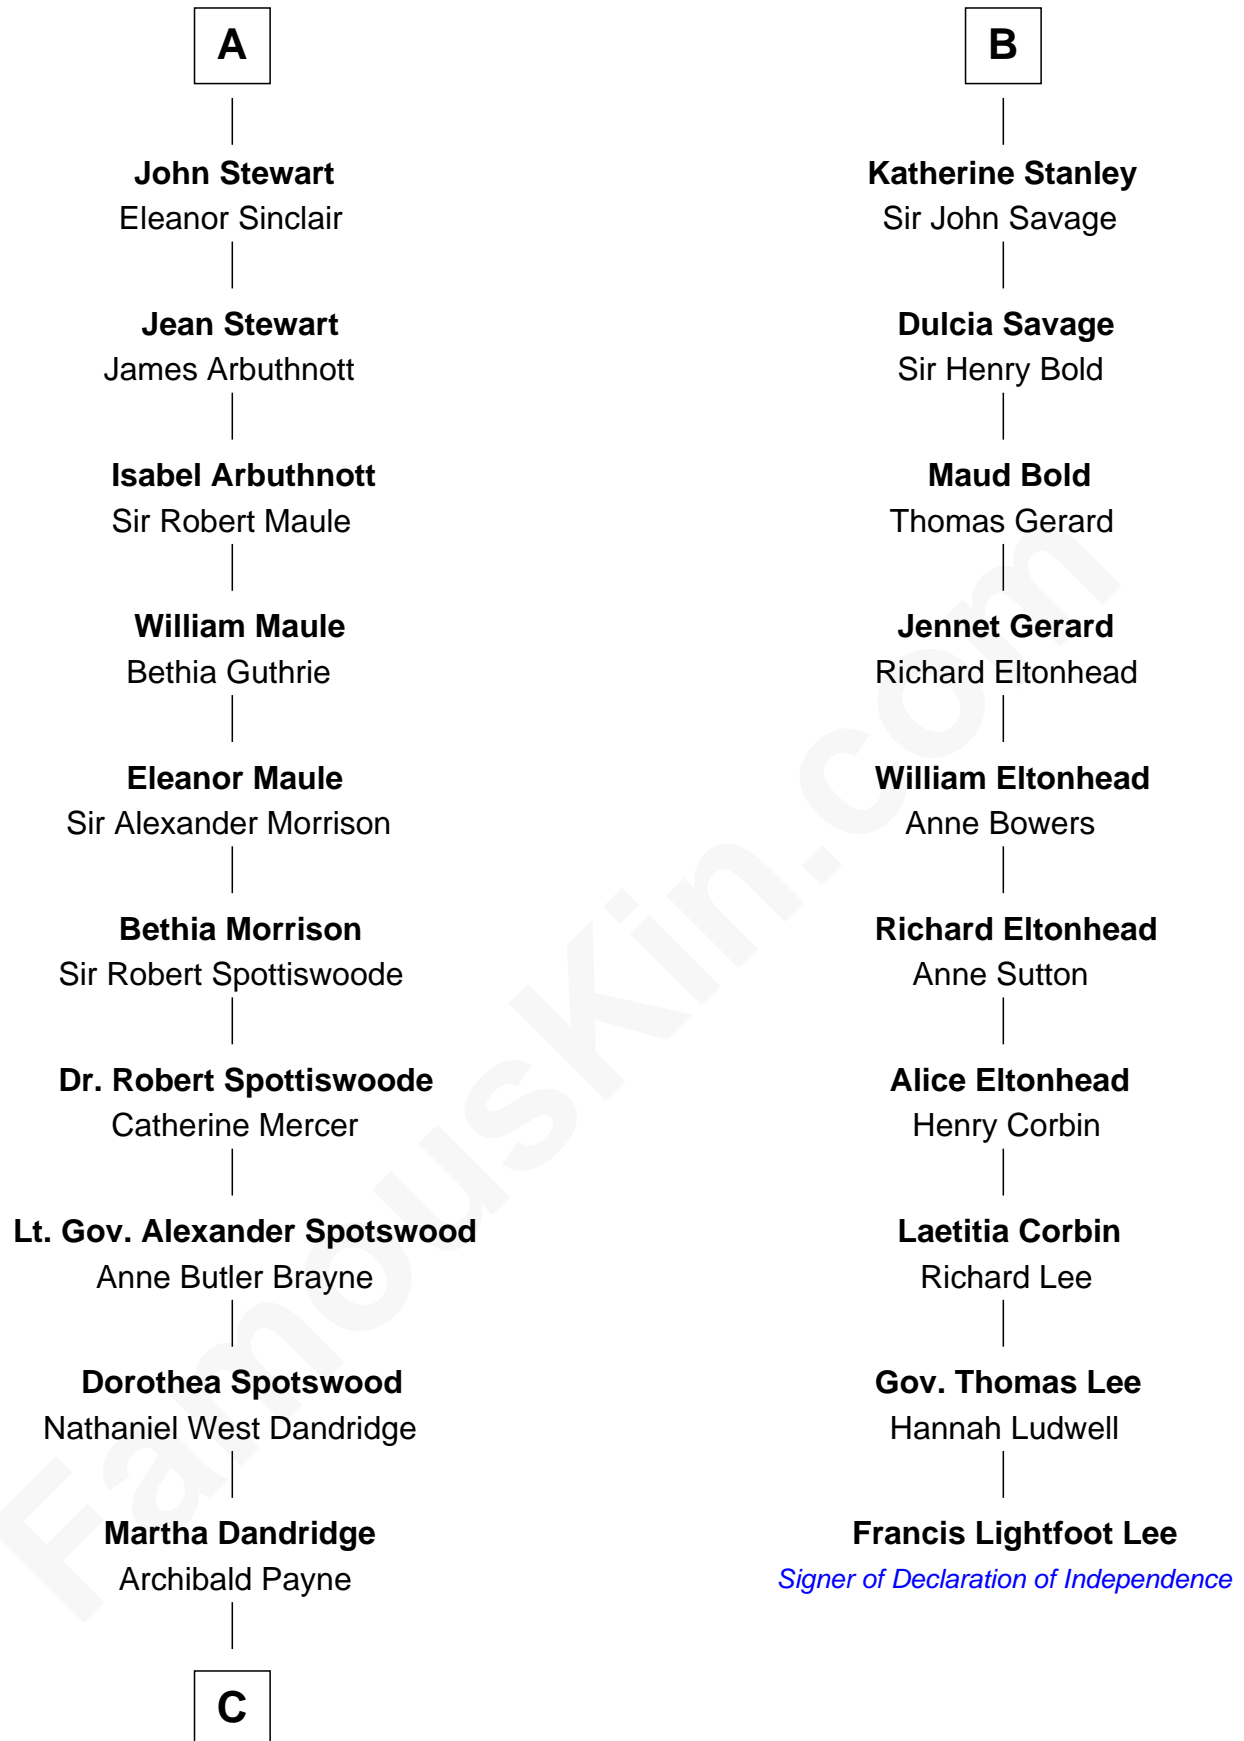 A
John Stewart
Eleanor Sinclair
Jean Stewart
James Arbuthnott
Isabel Arbuthnott
Sir Robert Maule
William Maule
Bethia Guthrie
Eleanor Maule
Sir Alexander Morrison
Bethia Morrison
Sir Robert Spottiswoode
Dr. Robert Spottiswoode
Catherine Mercer
Lt. Gov. Alexander Spotswood
Anne Butler Brayne
Dorothea Spotswood
Nathaniel West Dandridge
Martha Dandridge
Archibald Payne
C
B
Katherine Stanley
Sir John Savage
Dulcia Savage
Sir Henry Bold
Maud Bold
Thomas Gerard
Jennet Gerard
Richard Eltonhead
William Eltonhead
Anne Bowers
Richard Eltonhead
Anne Sutton
Alice Eltonhead
Henry Corbin
Laetitia Corbin
Richard Lee
Gov. Thomas Lee
Hannah Ludwell
Francis Lightfoot Lee
Signer of Declaration of Independence
FamousKin.com